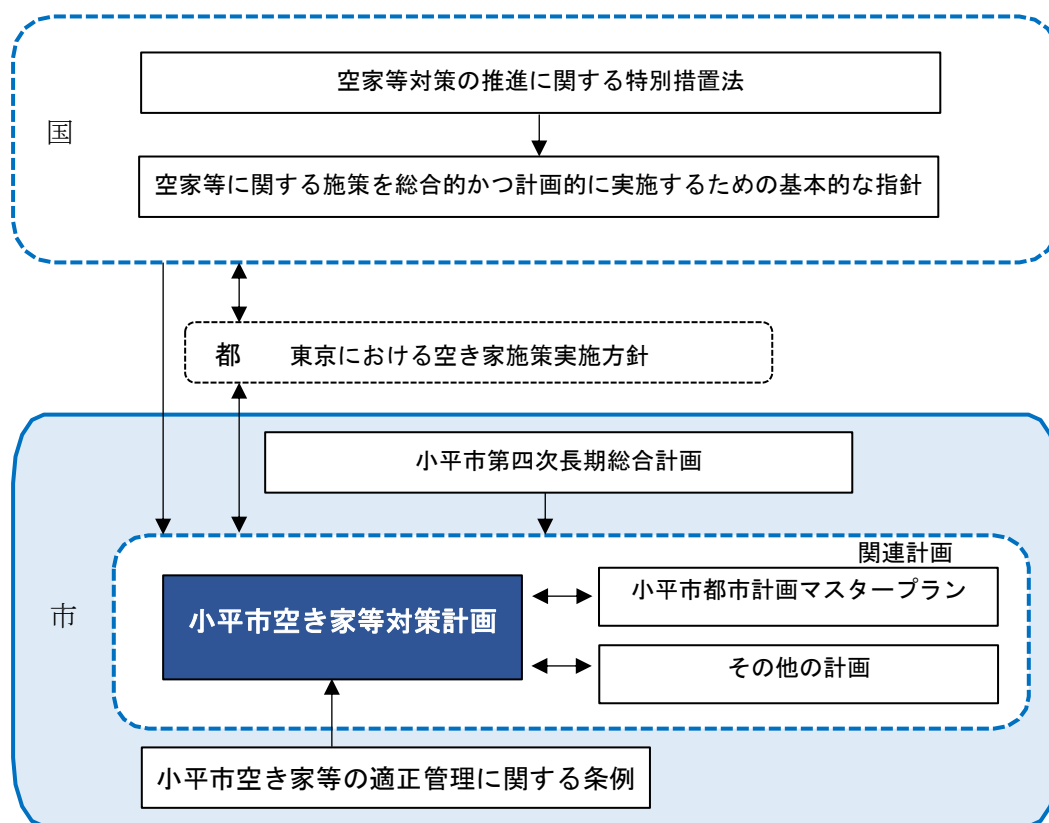 空家等対策の推進に関する特別措置法
国
空家等に関する施策を総合的かつ計画的に実施するための基本的な指針
都 東京における空き家施策実施方針
小平市第四次長期総合計画
関連計画
市
小平市空き家等対策計画
小平市都市計画マスタープラン
その他の計画
小平市空き家等の適正管理に関する条例